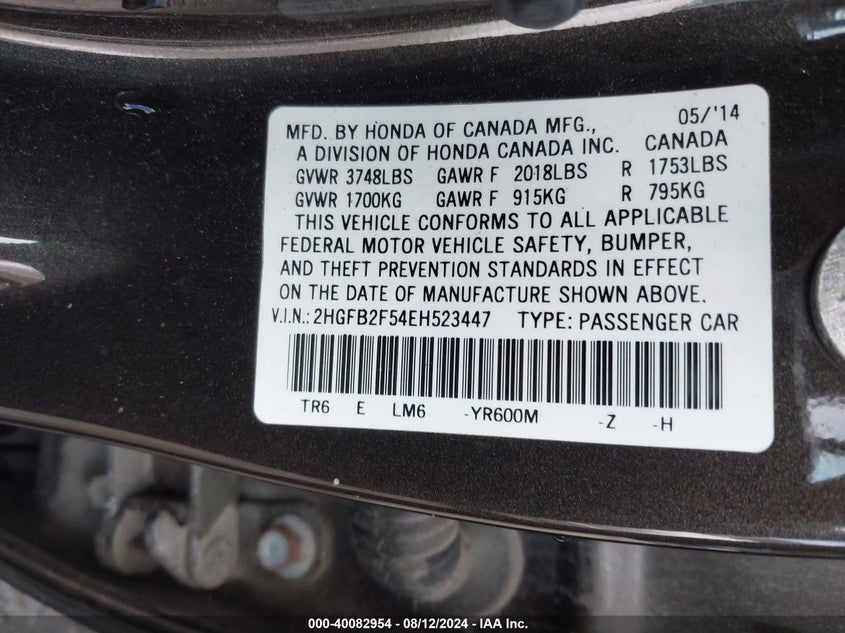 05/'14
MFD. BY HONDA OF CANADA MFG.,
A DIVISION OF HONDA CANADA INC. CANADA
GVWR 3748LBS GAWR F 2018LBS R 1753LBS
GVWR 1700KG GAWR F 915KG R 795KG
THIS VEHICLE CONFORMS TO ALL APPLICABLE
FEDERAL MOTOR VEHICLE SAFETY, BUMPER,
AND THEFT PREVENTION STANDARDS IN EFFECT
ON THE DATE OF MANUFACTURE SHOWN ABOVE.
V.I.N.: 2HGFB2F54EH523447 TYPE: PASSENGER CAR
TR6 E LM6 -YR600M -Z -H
000-40082954 - 08/12/2024 - IAA Inc.